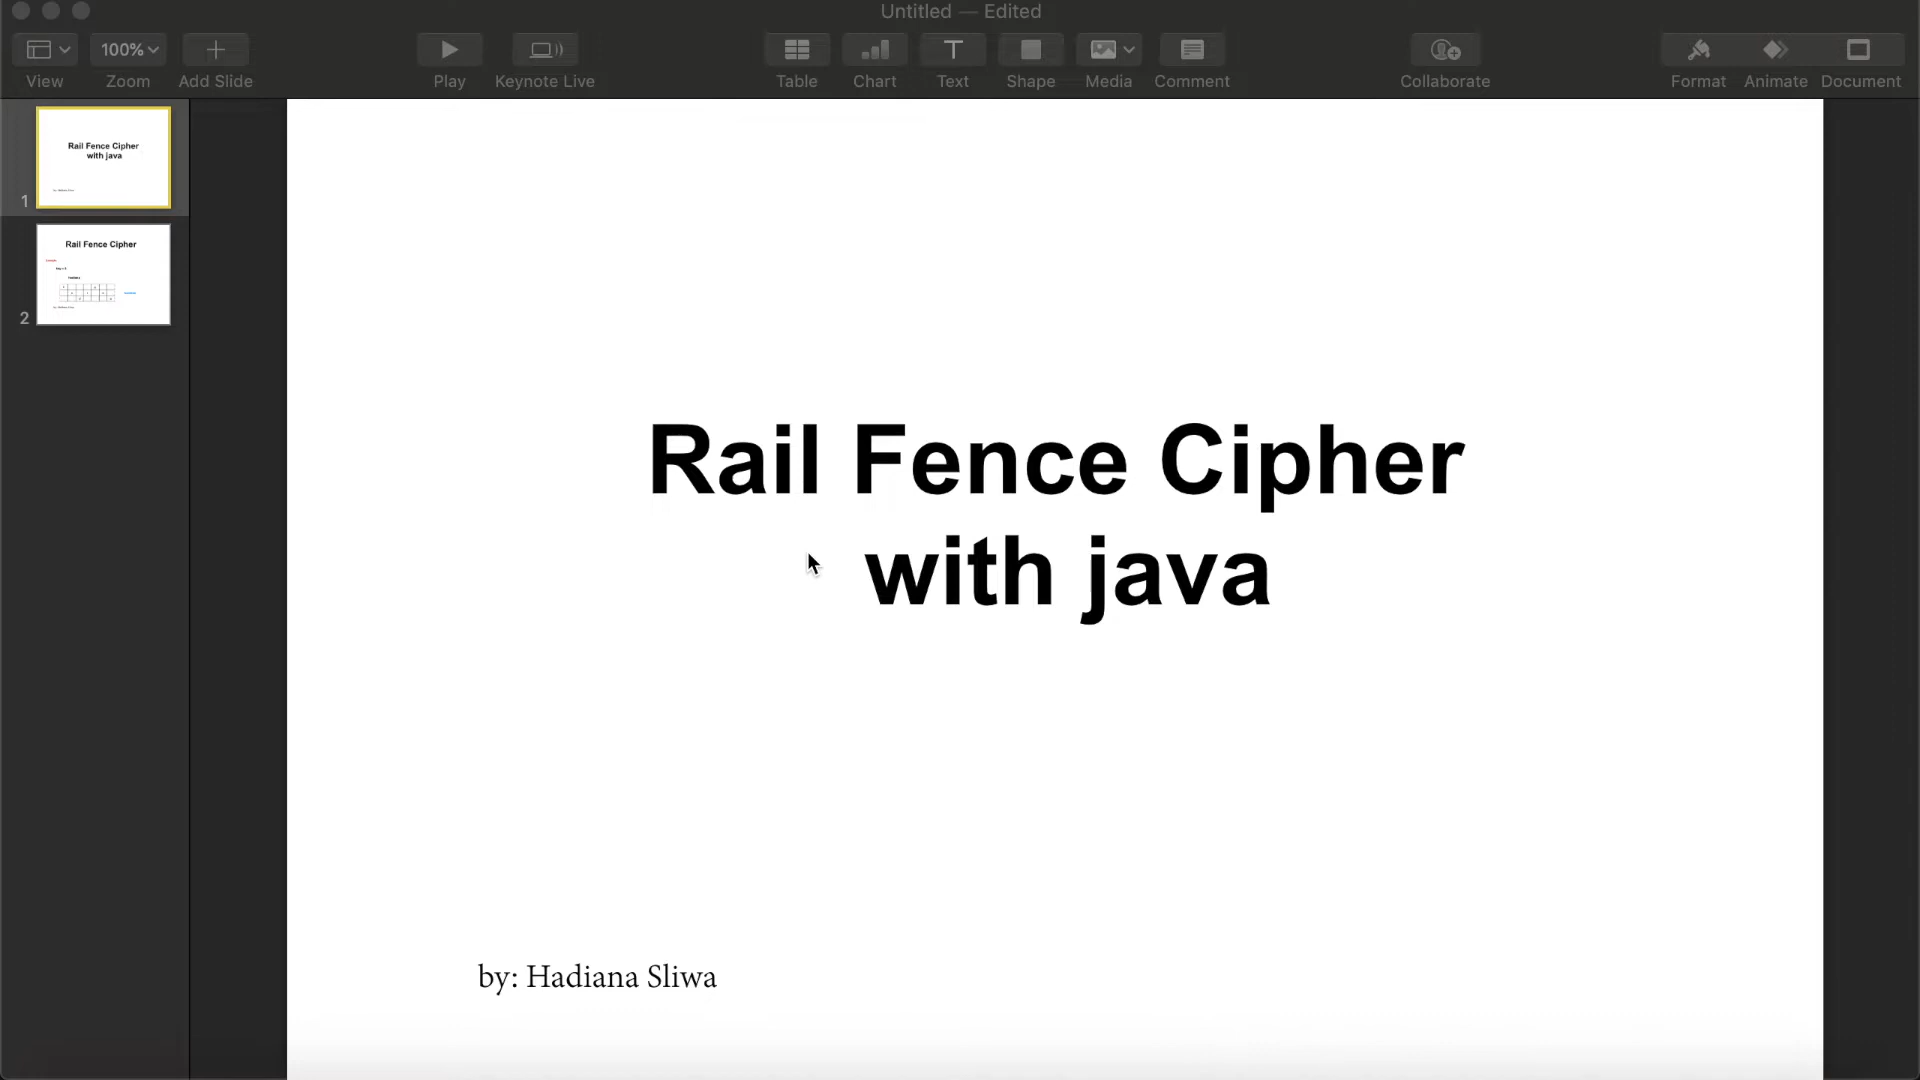 Untitled — Edited
100%
View
Zoom
Add Slide
Play
Keynote Live
Table
Chart
Text
Shape
Media
Comment
Collaborate
Format
Animate
Document
Rail Fence Cipher
with java
1
Rail Fence Cipher
2
Rail Fence Cipher
with java
by: Hadiana Sliwa